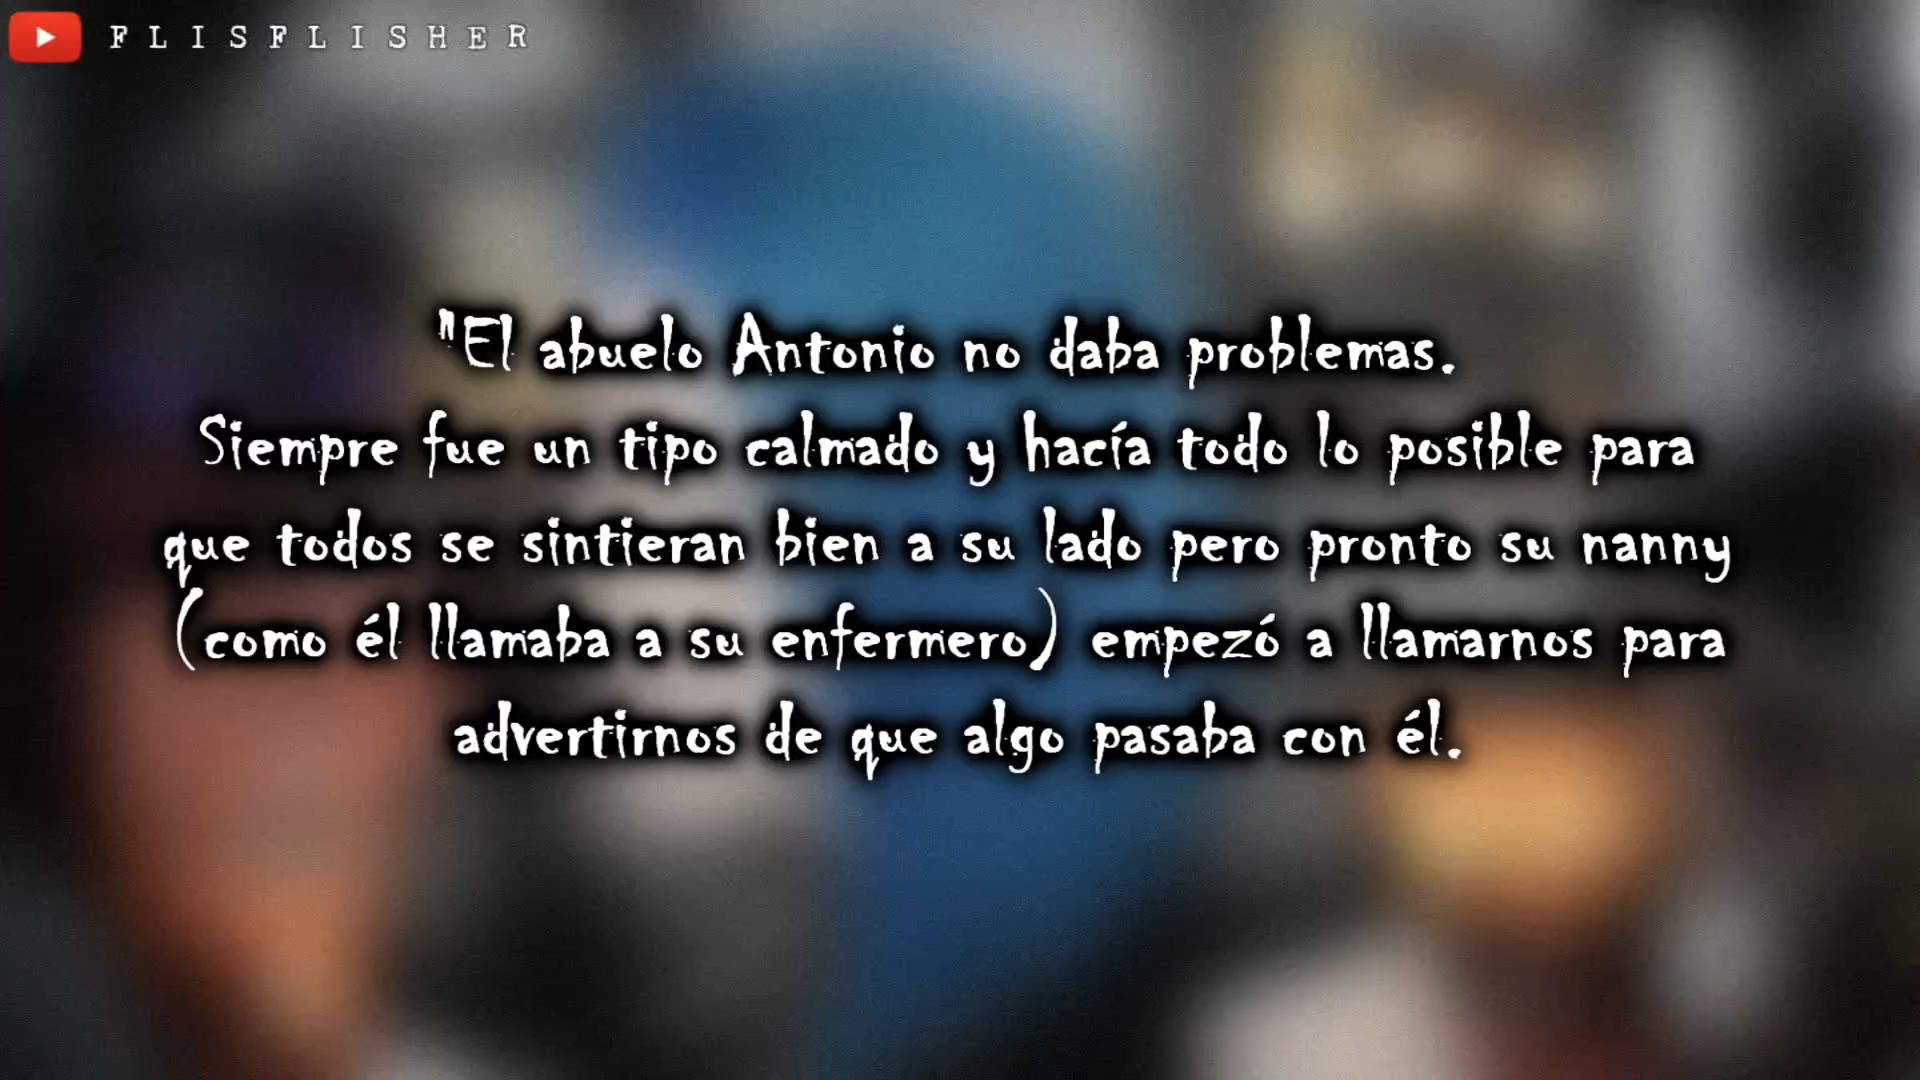 FLISFLISHER
"El abuelo Antonio no daba problemas.
Siempre fue un tipo calmado y hacía todo lo posible para
que todos se sintieran bien a su lado pero pronto su nanny
(como él llamaba a su enfermero) empezó a llamarnos para
advertirnos de que algo pasaba con él.